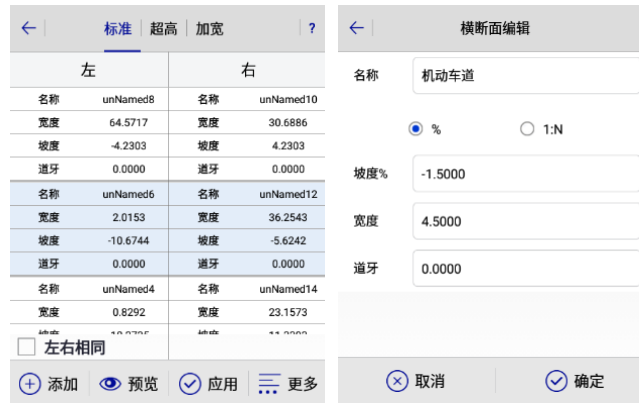 标准 超高 加宽 ?
左 右
名称 unNamed8 名称 unNamed10
宽度 64.5717 宽度 30.6886
坡度 -4.2303 坡度 4.2303
道牙 0.0000 道牙 0.0000
名称 unNamed6 名称 unNamed12
宽度 2.0153 宽度 36.2543
坡度 -10.6744 坡度 -5.6242
道牙 0.0000 道牙 0.0000
名称 unNamed4 名称 unNamed14
宽度 0.8292 宽度 23.1573
左右相同
添加 预览 应用 更多
横断面编辑
名称 机动车道
% 1:N
坡度% -1.5000
宽度 4.5000
道牙 0.0000
取消 确定